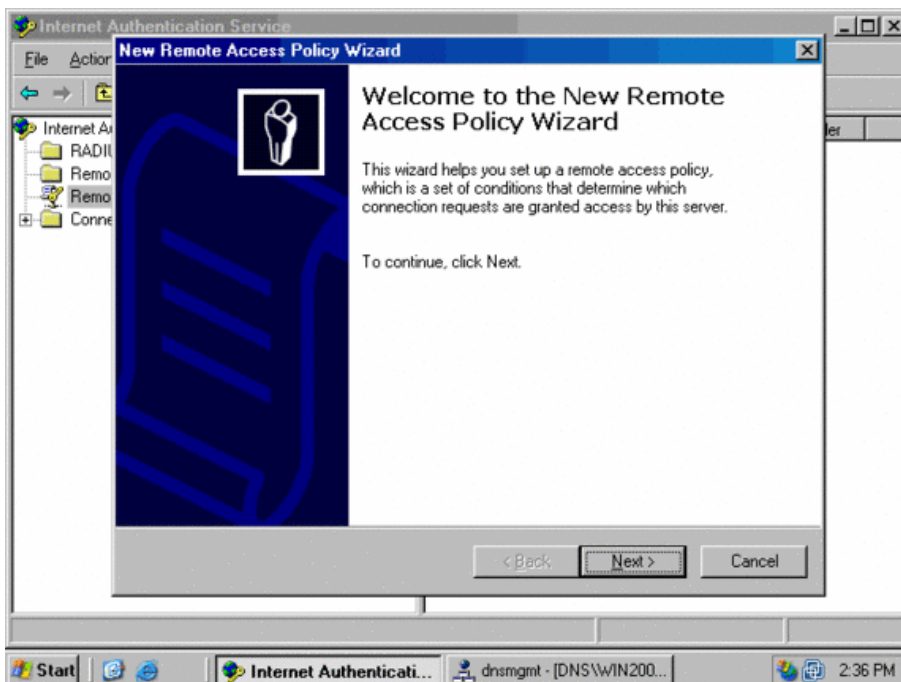 Internet Authentication Service
New Remote Access Policy Wizard
File Action
Welcome to the New Remote
Access Policy Wizard
This wizard helps you set up a remote access policy,
which is a set of conditions that determine which
connection requests are granted access by this server.
To continue, click Next.
Internet Au
RADIU
Remo
Remo
Conne
der
< Back
Next >
Cancel
Start
Internet Authenticati...
dnsmgmt - [DNS\WIN200...
2:36 PM